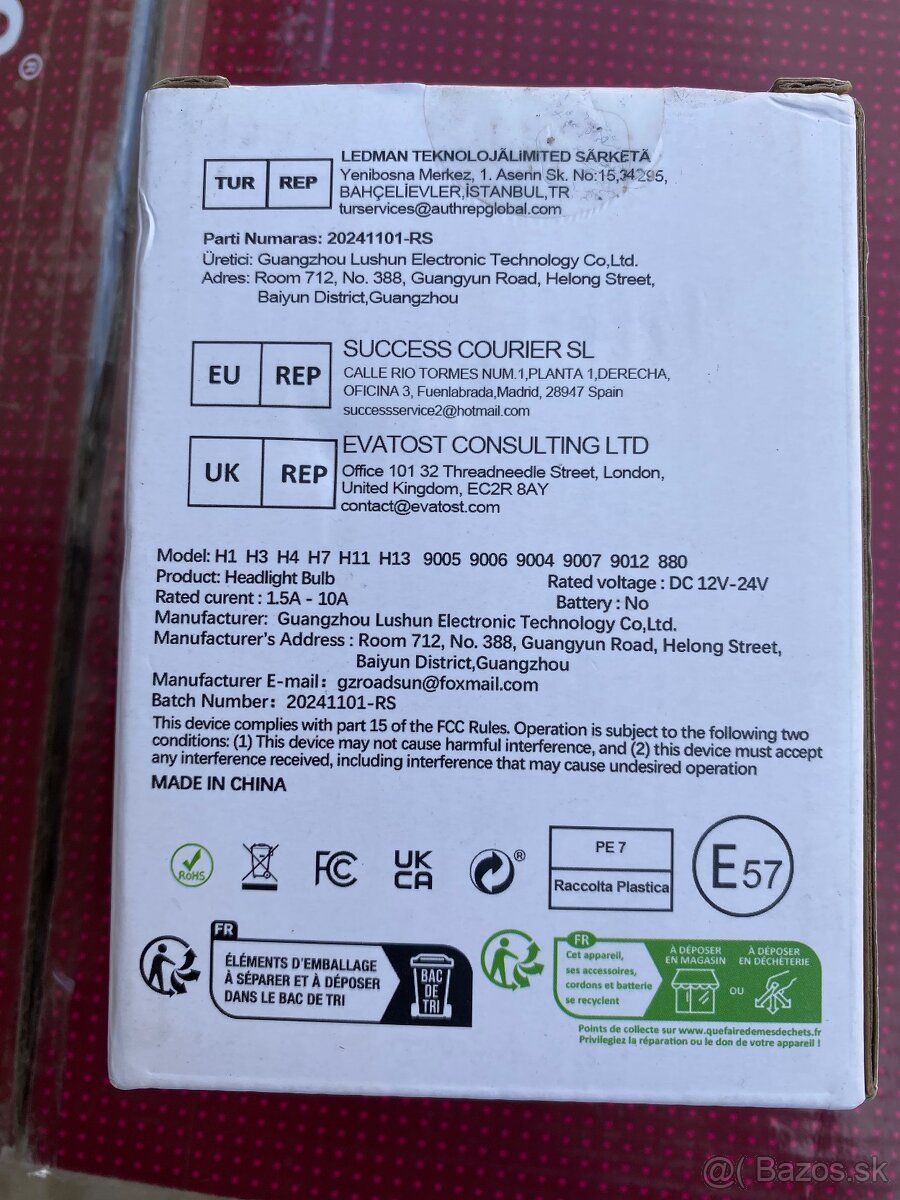 ®
TUR REP
LEDMAN TEKNOLOJÄLIMITED SÄRKETÄ
Yenibosna Merkez, 1. Aserin Sk. No:15,34295,
BAHÇELİEVLER,İSTANBUL,TR
turservices@authrepglobal.com
Parti Numaras: 20241101-RS
Üretici: Guangzhou Lushun Electronic Technology Co,Ltd.
Adres: Room 712, No. 388, Guangyun Road, Helong Street,
Baiyun District,Guangzhou
EU REP
SUCCESS COURIER SL
CALLE RIO TORMES NUM.1,PLANTA 1,DERECHA,
OFICINA 3, Fuenlabrada,Madrid, 28947 Spain
successservice2@hotmail.com
UK REP
EVATOST CONSULTING LTD
Office 101 32 Threadneedle Street, London,
United Kingdom, EC2R 8AY
contact@evatost.com
Model: H1 H3 H4 H7 H11 H13 9005 9006 9004 9007 9012 880
Product: Headlight Bulb
Rated voltage : DC 12V-24V
Rated curent : 1.5A - 10A
Battery : No
Manufacturer: Guangzhou Lushun Electronic Technology Co,Ltd.
Manufacturer's Address : Room 712, No. 388, Guangyun Road, Helong Street,
Baiyun District,Guangzhou
Manufacturer E-mail: gzroadsun@foxmail.com
Batch Number: 20241101-RS
This device complies with part 15 of the FCC Rules. Operation is subject to the following two
conditions: (1) This device may not cause harmful interference, and (2) this device must accept
any interference received, including interference that may cause undesired operation
MADE IN CHINA
RoHS
FC
UK
CA
®
PE 7
Raccolta Plastica
E57
FR
ÉLÉMENTS D'EMBALLAGE
À SÉPARER ET À DÉPOSER
DANS LE BAC DE TRI
BAC
DE
TRI
FR
Cet appareil,
ses accessoires,
cordons et batterie
se recyclent
À DÉPOSER
EN MAGASIN
OU
À DÉPOSER
EN DÉCHÈTERIE
Points de collecte sur www.quefairedemesdechets.fr
Privilegiez la réparation ou le don de votre appareil !
@( Bazos.sk